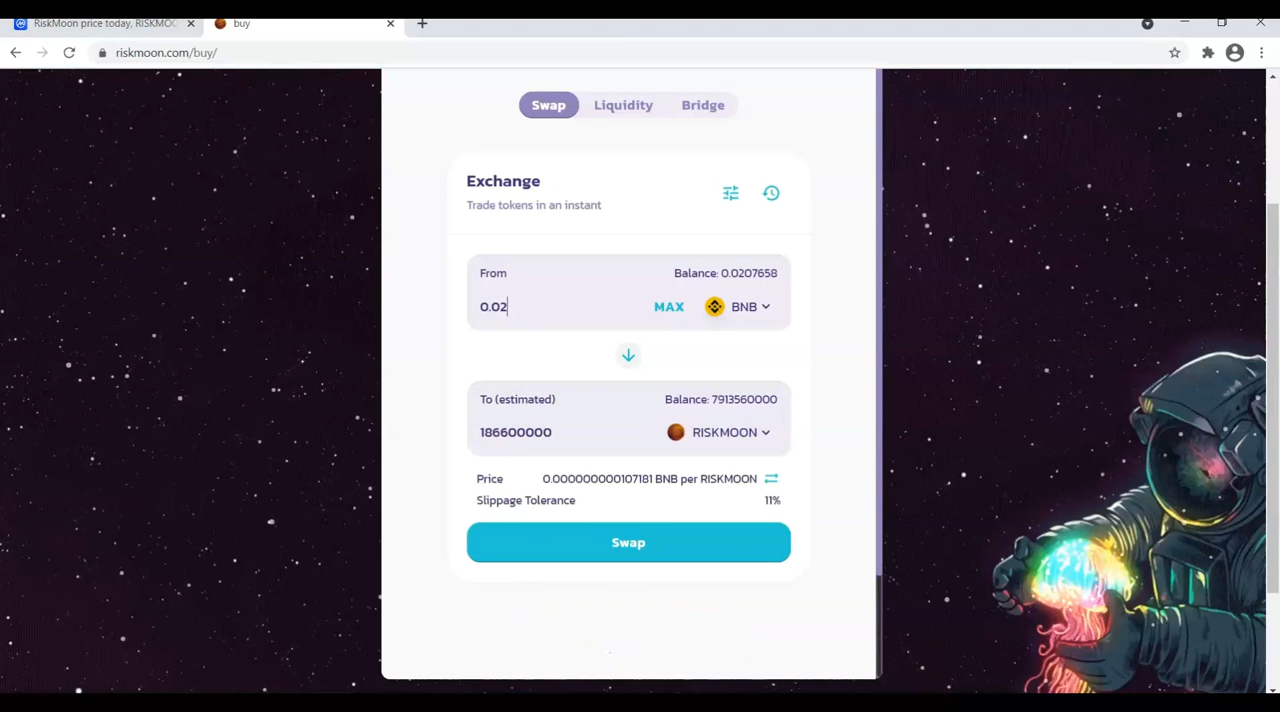 RiskMoon price today, RISKMOO
buy
riskmoon.com/buy/
Swap Liquidity Bridge
Exchange
Trade tokens in an instant
From Balance: 0.0207658
0.02 MAX BNB
To (estimated) Balance: 7913560000
186600000 RISKMOON
Price 0.000000000107181 BNB per RISKMOON
Slippage Tolerance 11%
Swap